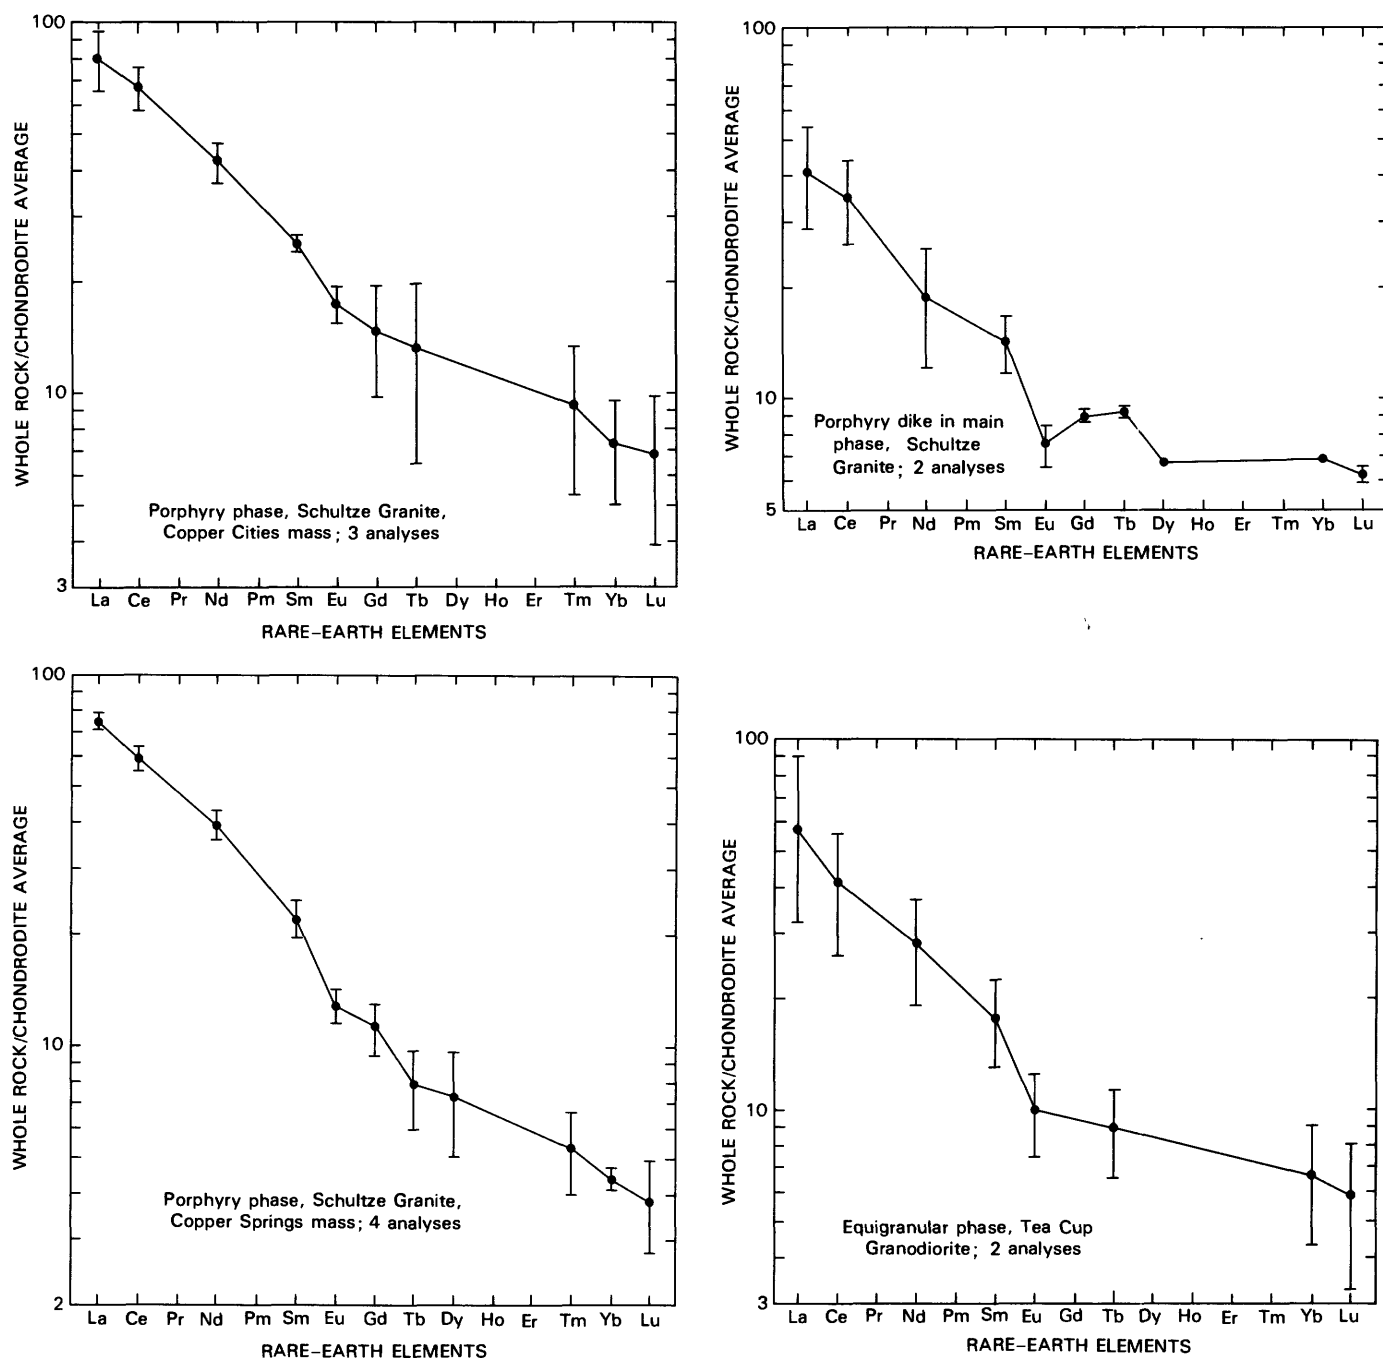 100
10
3
WHOLE ROCK/CHONDRODITE AVERAGE
Porphyry phase, Schultze Granite,
Copper Cities mass; 3 analyses
La Ce Pr Nd Pm Sm Eu Gd Tb Dy Ho Er Tm Yb Lu
RARE-EARTH ELEMENTS
100
10
5
WHOLE ROCK/CHONDRODITE AVERAGE
Porphyry dike in main
phase, Schultze
Granite; 2 analyses
La Ce Pr Nd Pm Sm Eu Gd Tb Dy Ho Er Tm Yb Lu
RARE-EARTH ELEMENTS
100
10
2
WHOLE ROCK/CHONDRODITE AVERAGE
Porphyry phase, Schultze Granite,
Copper Springs mass; 4 analyses
La Ce Pr Nd Pm Sm Eu Gd Tb Dy Ho Er Tm Yb Lu
RARE-EARTH ELEMENTS
100
10
3
WHOLE ROCK/CHONDRODITE AVERAGE
Equigranular phase, Tea Cup
Granodiorite; 2 analyses
La Ce Pr Nd Pm Sm Eu Gd Tb Dy Ho Er Tm Yb Lu
RARE-EARTH ELEMENTS